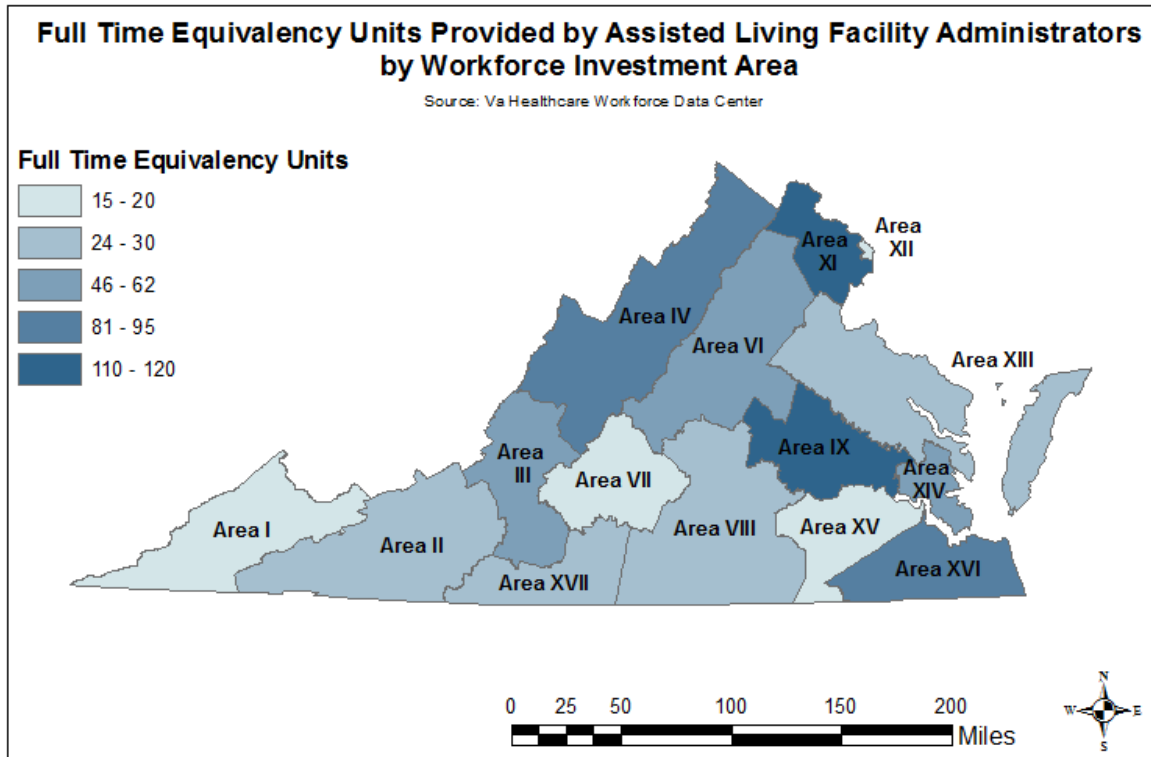 Full Time Equivalency Units Provided by Assisted Living Facility Administrators
by Workforce Investment Area
Source: Va Healthcare Workforce Data Center
Full Time Equivalency Units
15 - 20
24 - 30
46 - 62
81 - 95
110 - 120
Area
XI
Area
XII
Area IV
Area VI
Area XIII
Area
III
Area VII
Area IX
Area
XIV
Area I
Area II
Area VIII
Area XV
Area XVII
Area XVI
0 25 50 100 150 200
Miles
N
W E
S